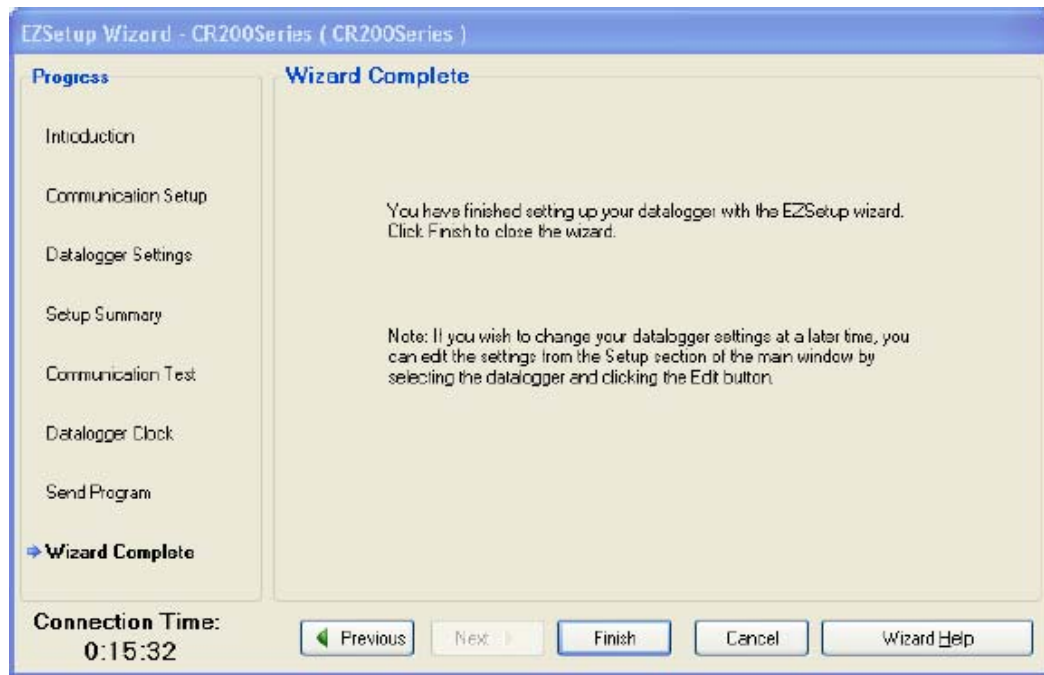 EZSetup Wizard - CR200Series ( CR200Series )
Progress
Introduction
Communication Setup
Datalogger Settings
Setup Summary
Communication Test
Datalogger Clock
Send Program
Wizard Complete
Connection Time:
0:15:32
Wizard Complete
You have finished setting up your datalogger with the EZSetup wizard.
Click Finish to close the wizard.
Note: If you wish to change your datalogger settings at a later time, you
can edit the settings from the Setup section of the main window by
selecting the datalogger and clicking the Edit button.
Previous
Next
Finish
Cancel
Wizard Help